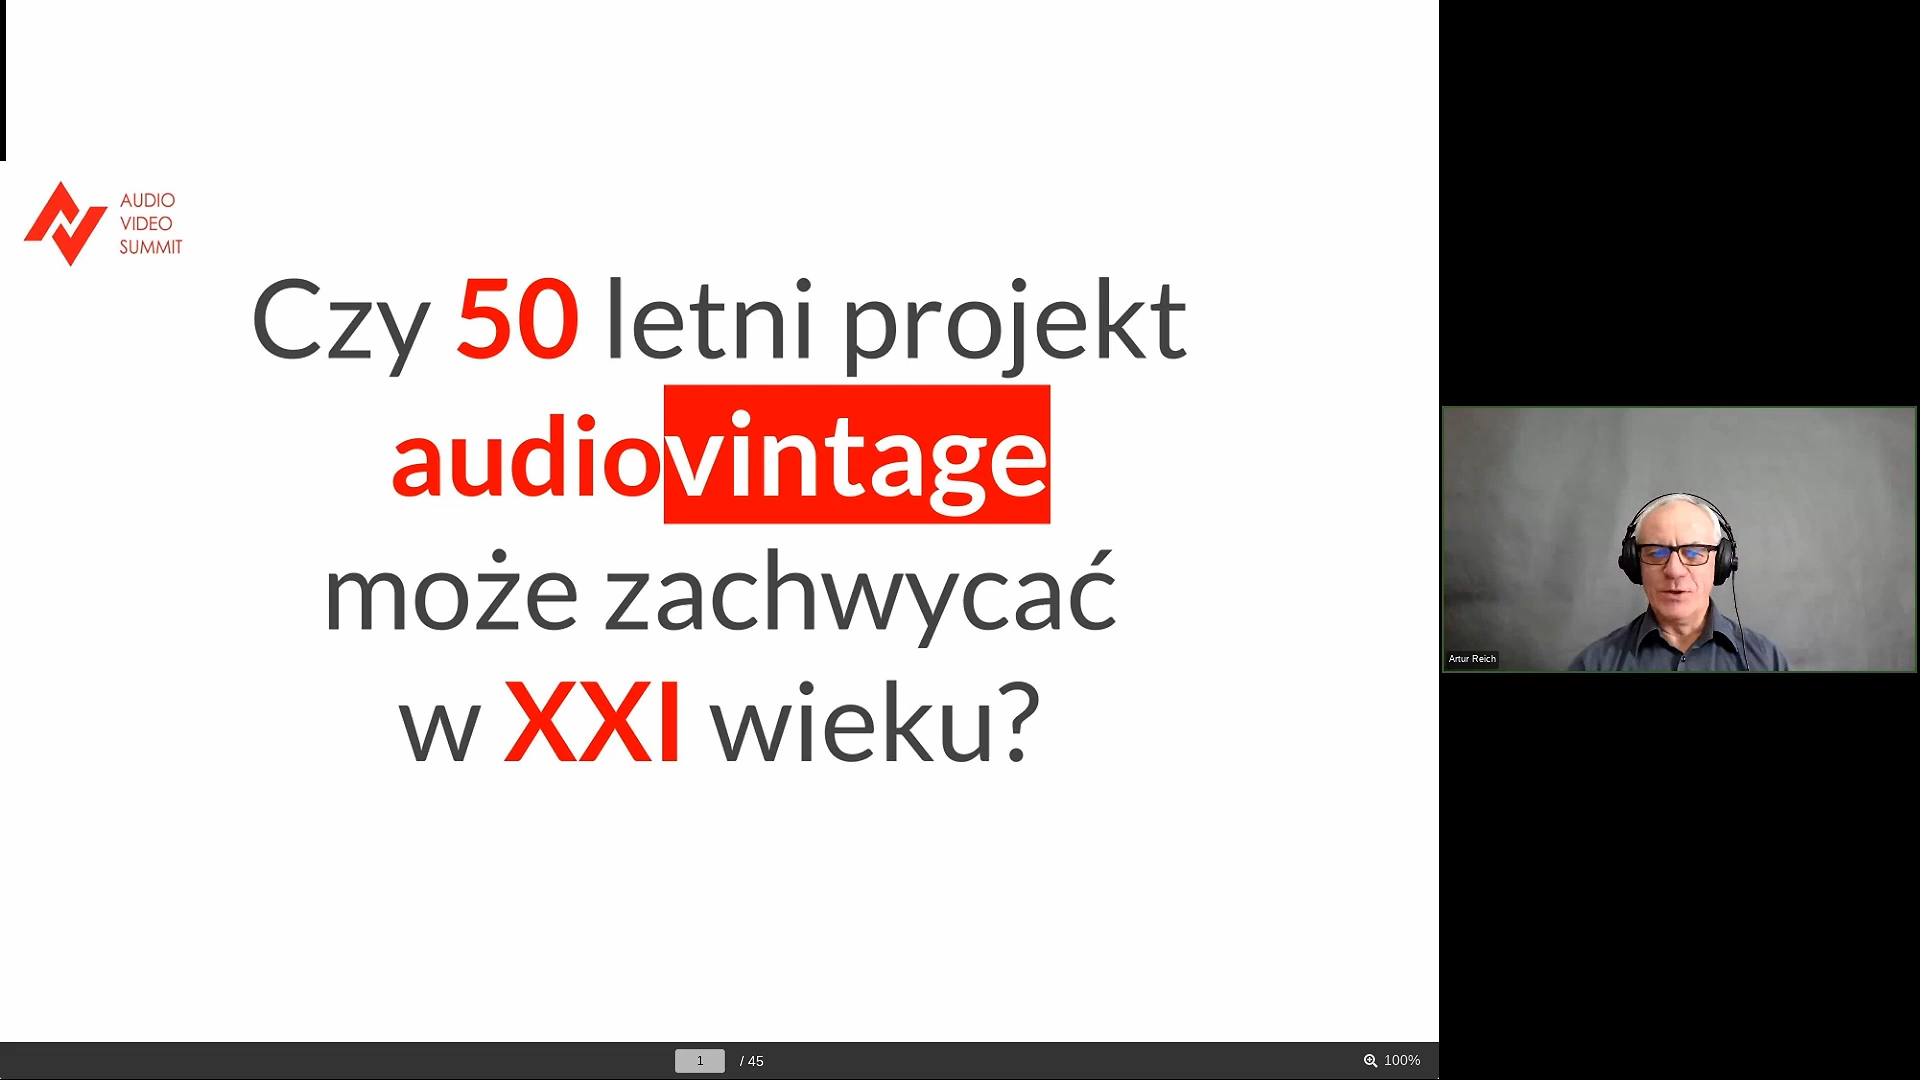 AUDIO
VIDEO
SUMMIT
Czy 50 letni projekt
audiovintage
może zachwycać
w XXI wieku?
Artur Reich
1 / 45
100%